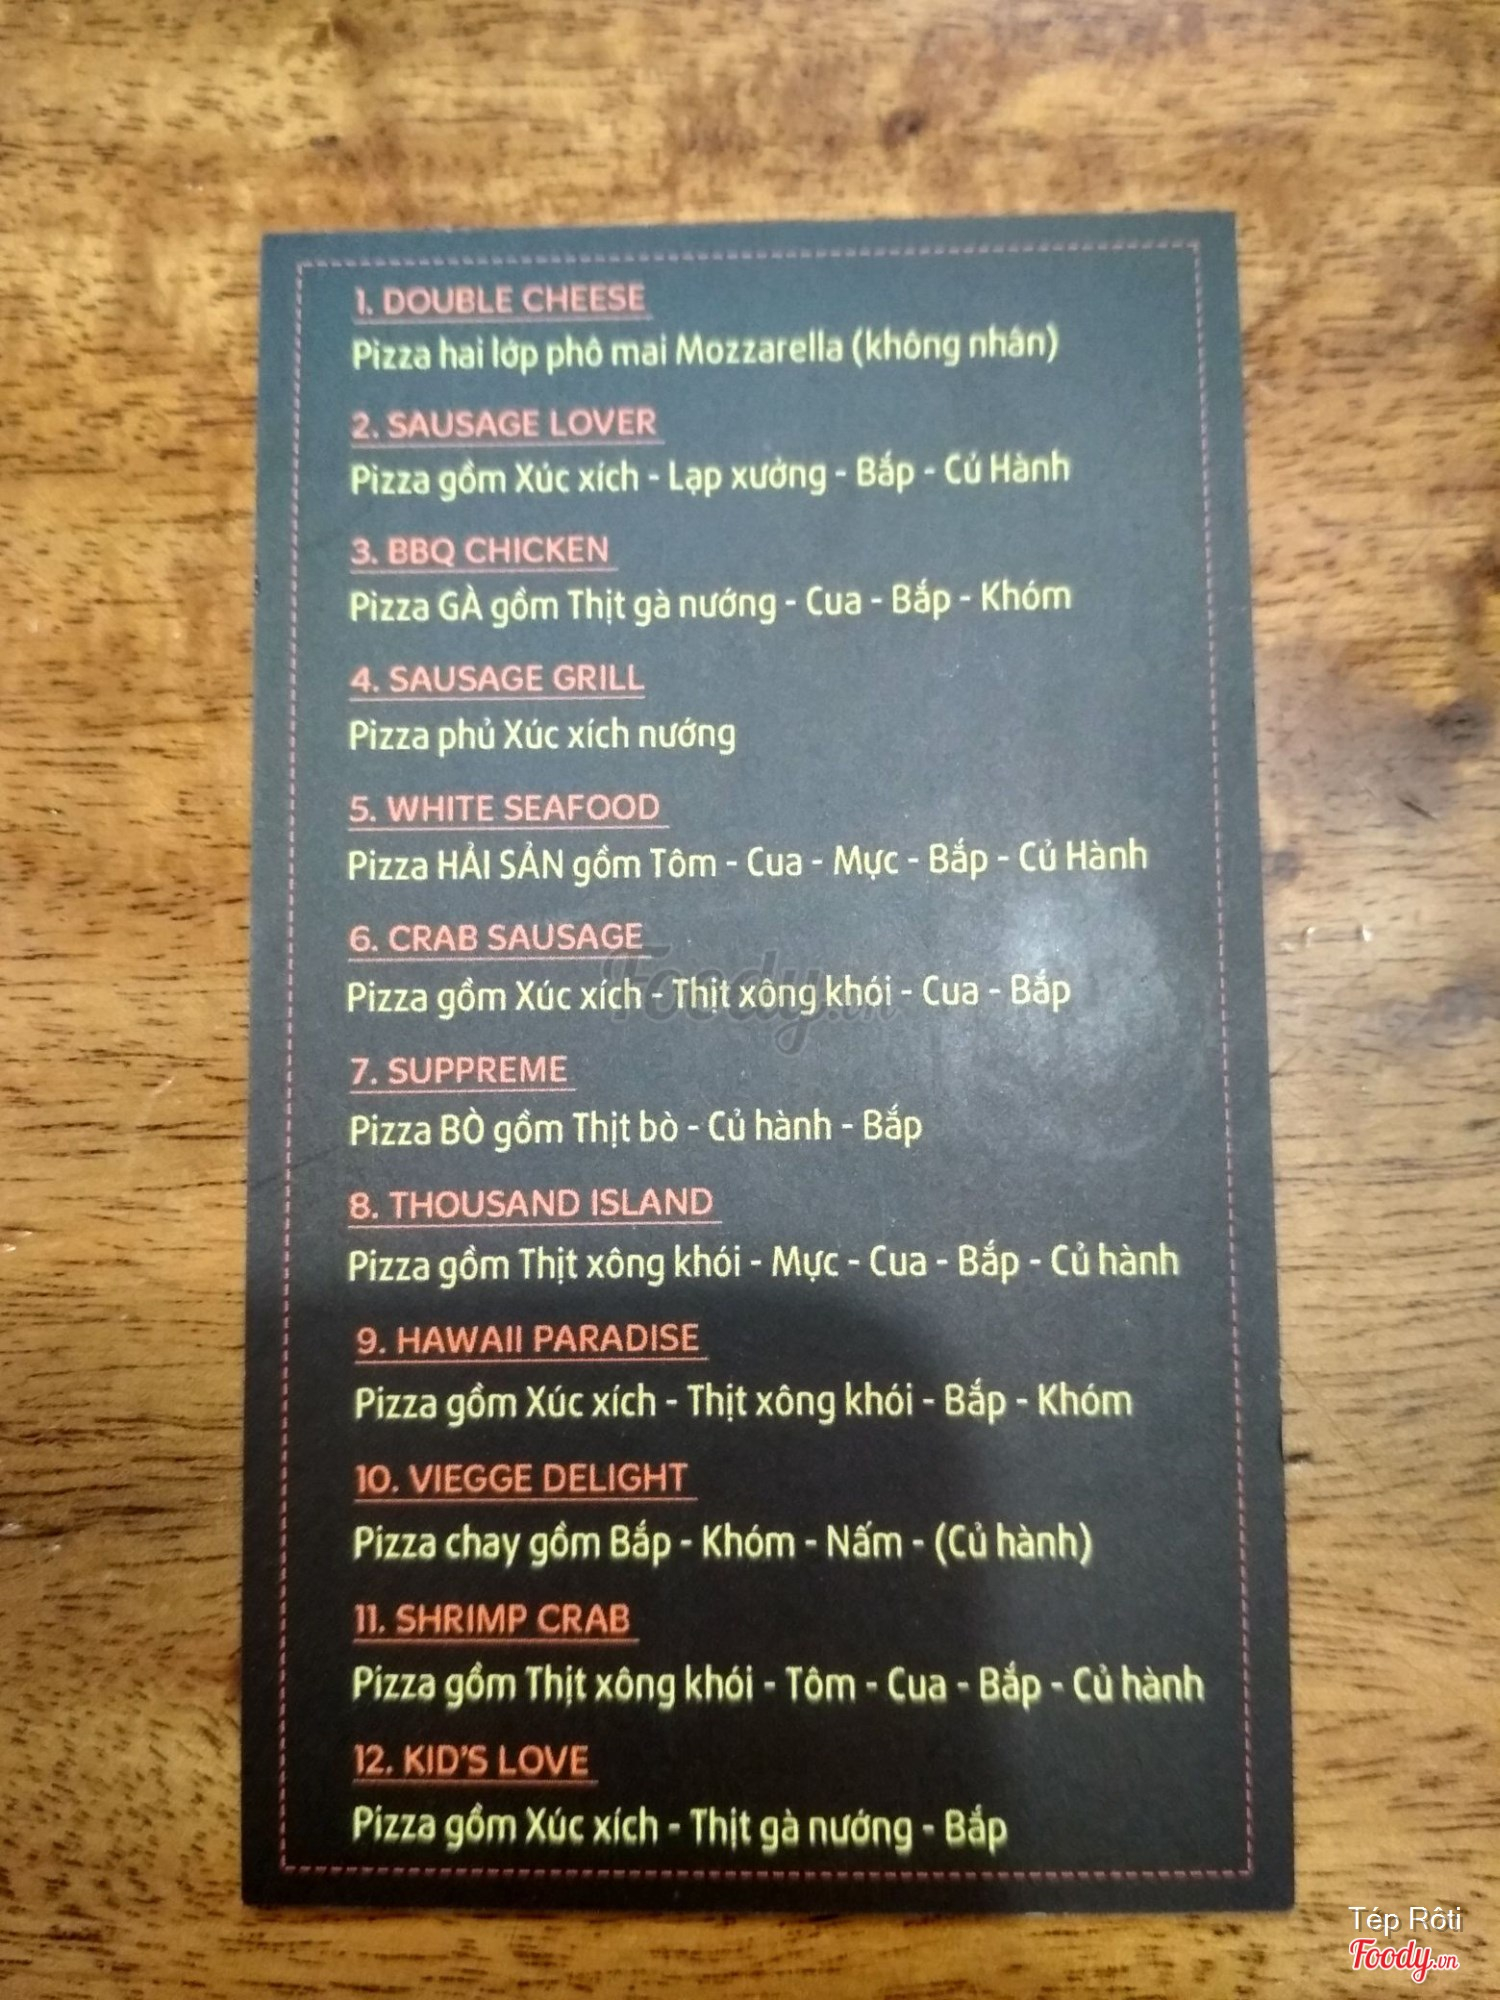 1. DOUBLE CHEESE
Pizza hai lớp phô mai Mozzarella (không nhân)
2. SAUSAGE LOVER
Pizza gồm Xúc xích - Lạp xưởng - Bắp - Củ Hành
3. BBQ CHICKEN
Pizza GÀ gồm Thịt gà nướng - Cua - Bắp - Khóm
4. SAUSAGE GRILL
Pizza phủ Xúc xích nướng
5. WHITE SEAFOOD
Pizza HẢI SẢN gồm Tôm - Cua - Mực - Bắp - Củ Hành
6. CRAB SAUSAGE
Pizza gồm Xúc xích - Thịt xông khói - Cua - Bắp
Foody.vn
7. SUPPREME
Pizza BÒ gồm Thịt bò - Củ hành - Bắp
8. THOUSAND ISLAND
Pizza gồm Thịt xông khói - Mực - Cua - Bắp - Củ hành
9. HAWAII PARADISE
Pizza gồm Xúc xích - Thịt xông khói - Bắp - Khóm
10. VIEGGE DELIGHT
Pizza chay gồm Bắp - Khóm - Nấm - (Củ hành)
11. SHRIMP CRAB
Pizza gồm Thịt xông khói - Tôm - Cua - Bắp - Củ hành
12. KID'S LOVE
Pizza gồm Xúc xích - Thịt gà nướng - Bắp
Tép Rôti
Foody.vn